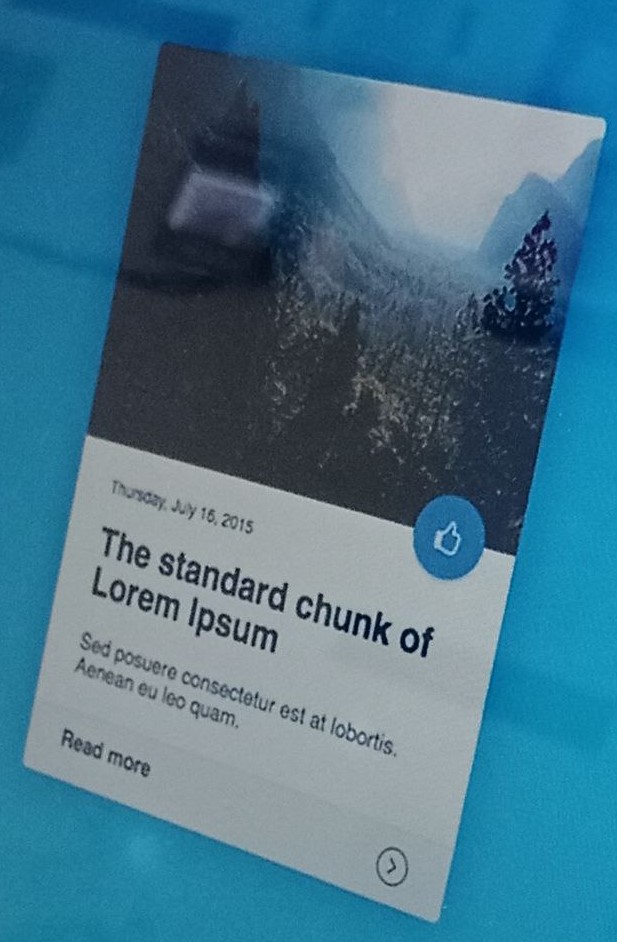 Thursday, July 16, 2015
The standard chunk of
Lorem Ipsum
Sed posuere consectetur est at lobortis.
Aenean eu leo quam.
Read more